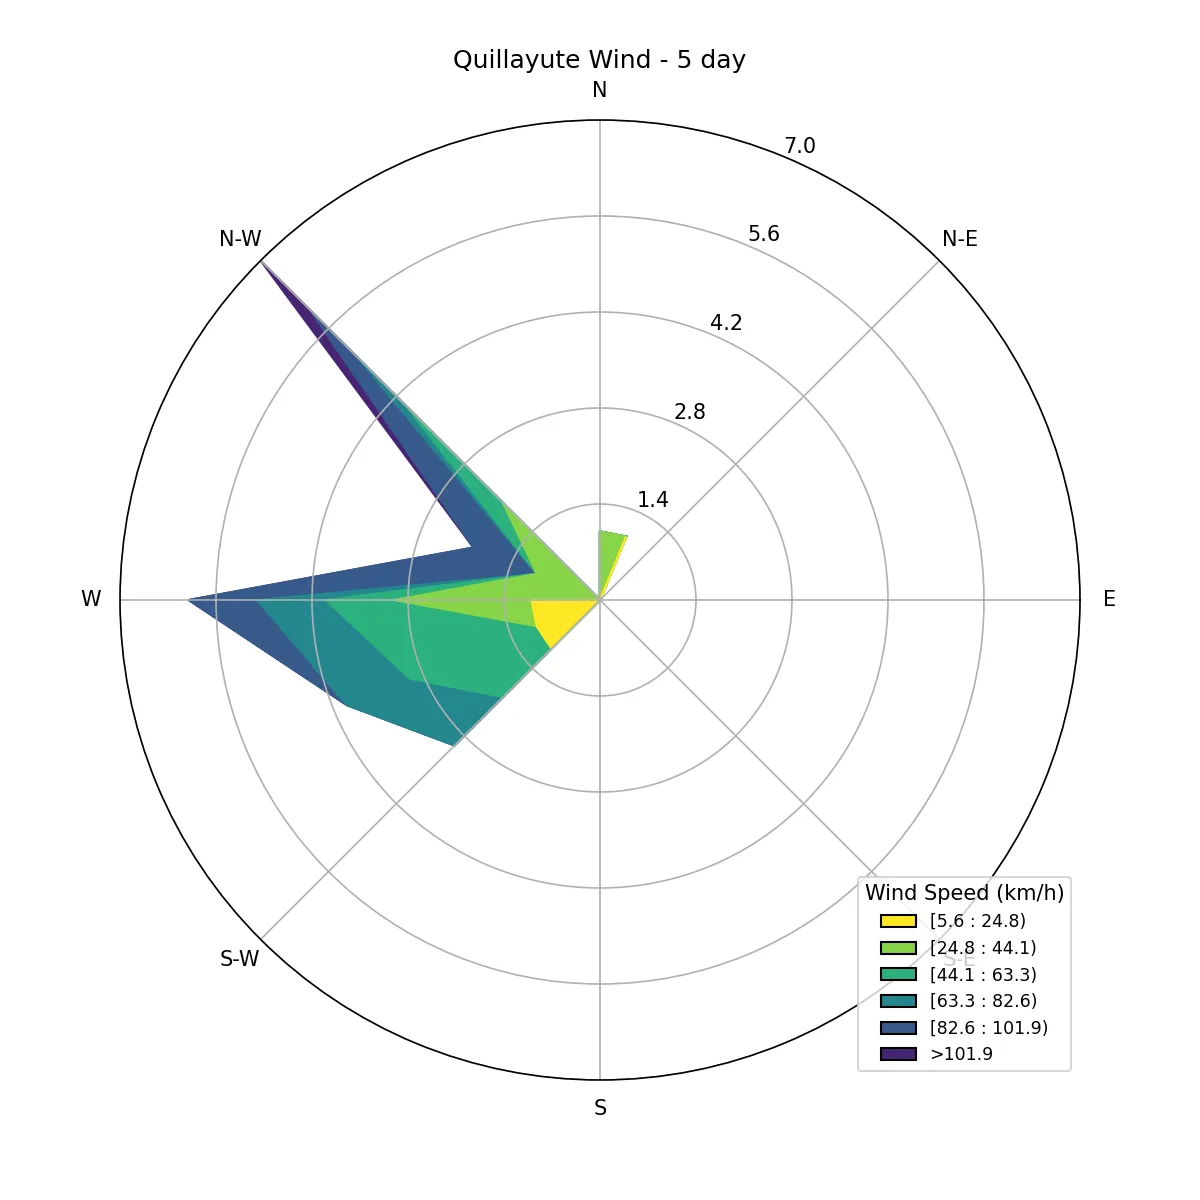 Quillayute Wind - 5 day
N
7.0
N-W
5.6
N-E
4.2
2.8
1.4
W
E
S-W
S-E
S
Wind Speed (km/h)
[5.6 : 24.8)
[24.8 : 44.1)
[44.1 : 63.3)
[63.3 : 82.6)
[82.6 : 101.9)
>101.9